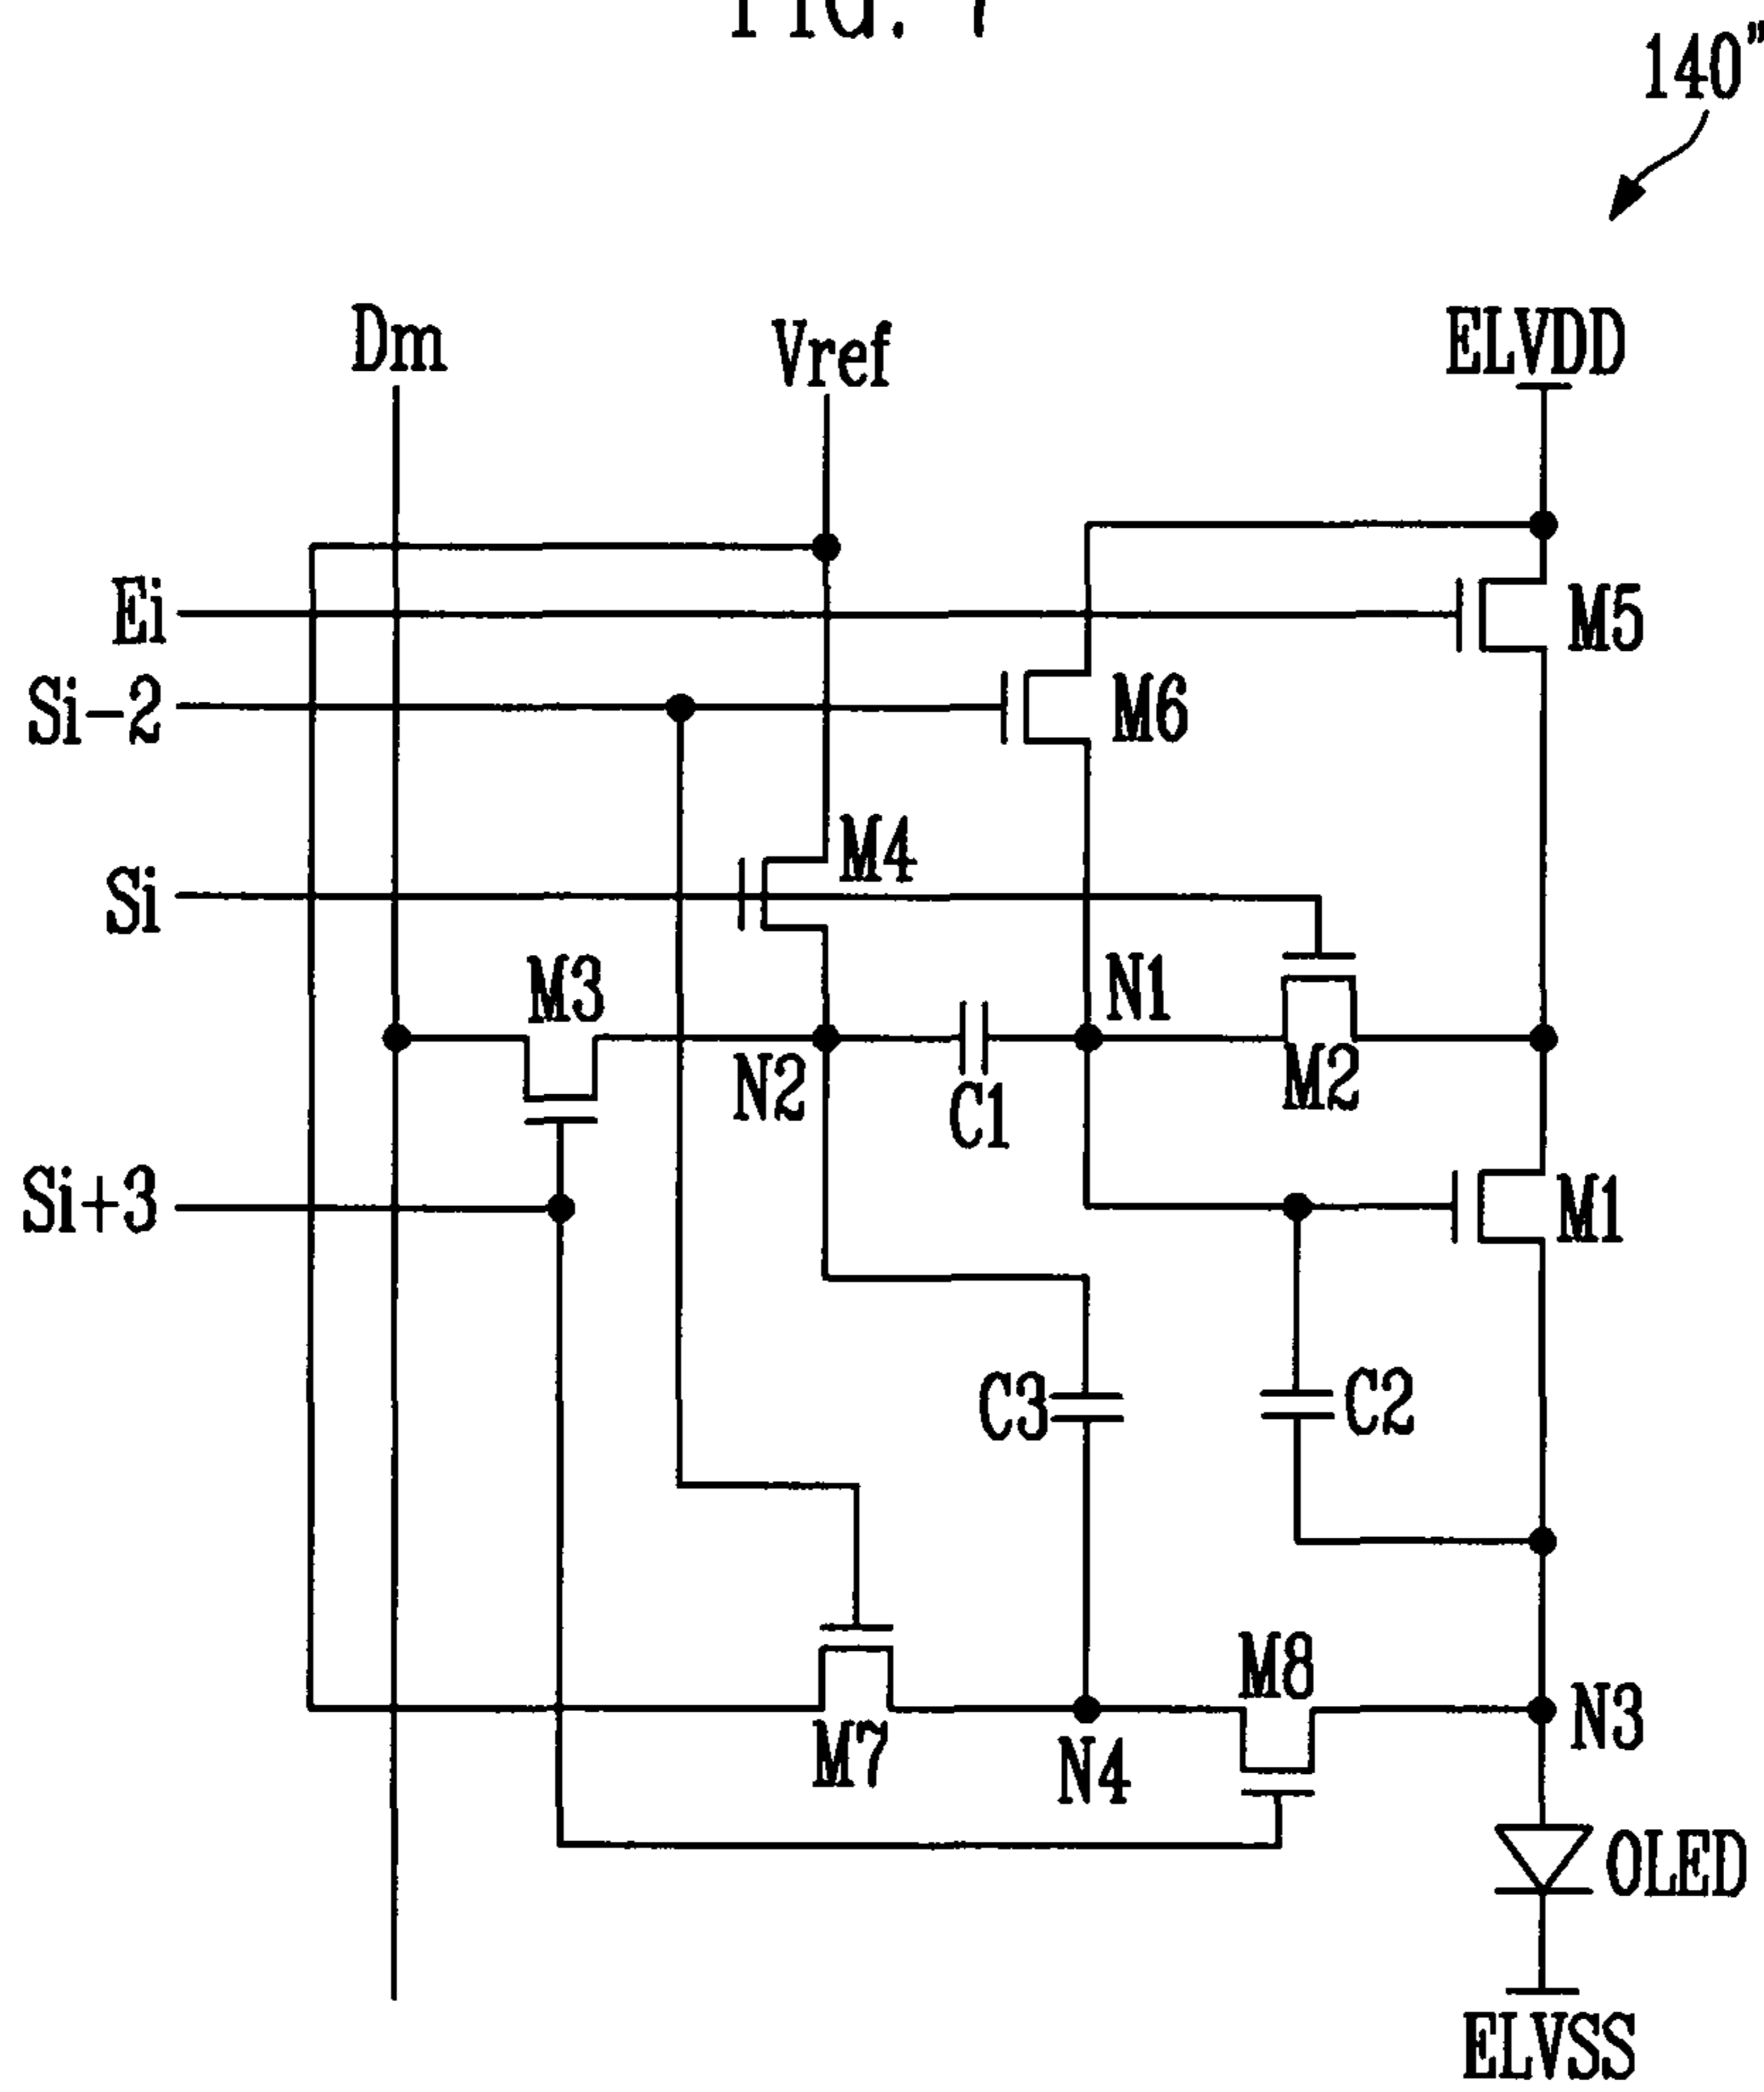 140”
Dm
Vref
ELVDD
Ei
M5
Si-2
M6
M4
Si
M3
N1
N2
M2
C1
Si+3
M1
C3
C2
M8
N3
M7
N4
OLED
ELVSS